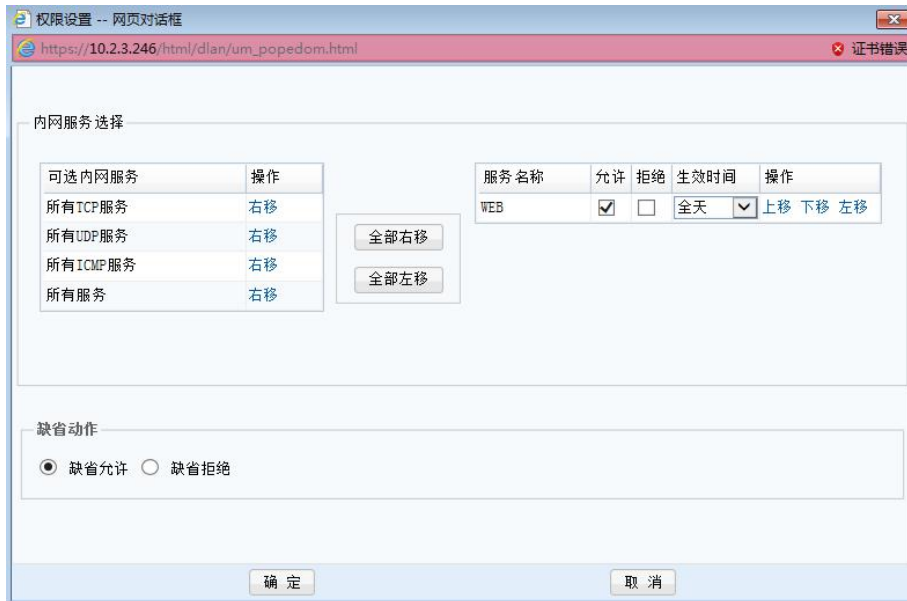 权限设置 -- 网页对话框
https://10.2.3.246/html/dlan/um_popedom.html 证书错误
内网服务选择
可选内网服务 操作
所有TCP服务 右移
所有UDP服务 右移
所有ICMP服务 右移
所有服务 右移
全部右移
全部左移
服务名称 允许 拒绝 生效时间 操作
WEB 全天 上移 下移 左移
缺省动作
缺省允许 缺省拒绝
确定 取消